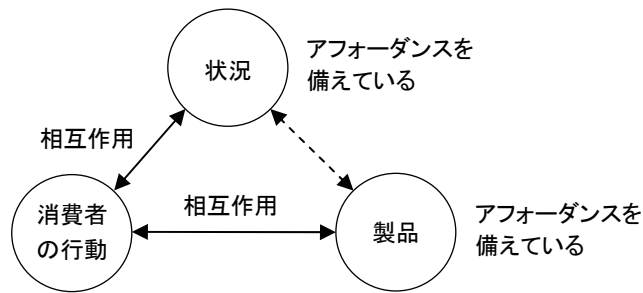 状況
アフォーダンスを
備えている
相互作用
消費者
の行動
相互作用
製品
アフォーダンスを
備えている